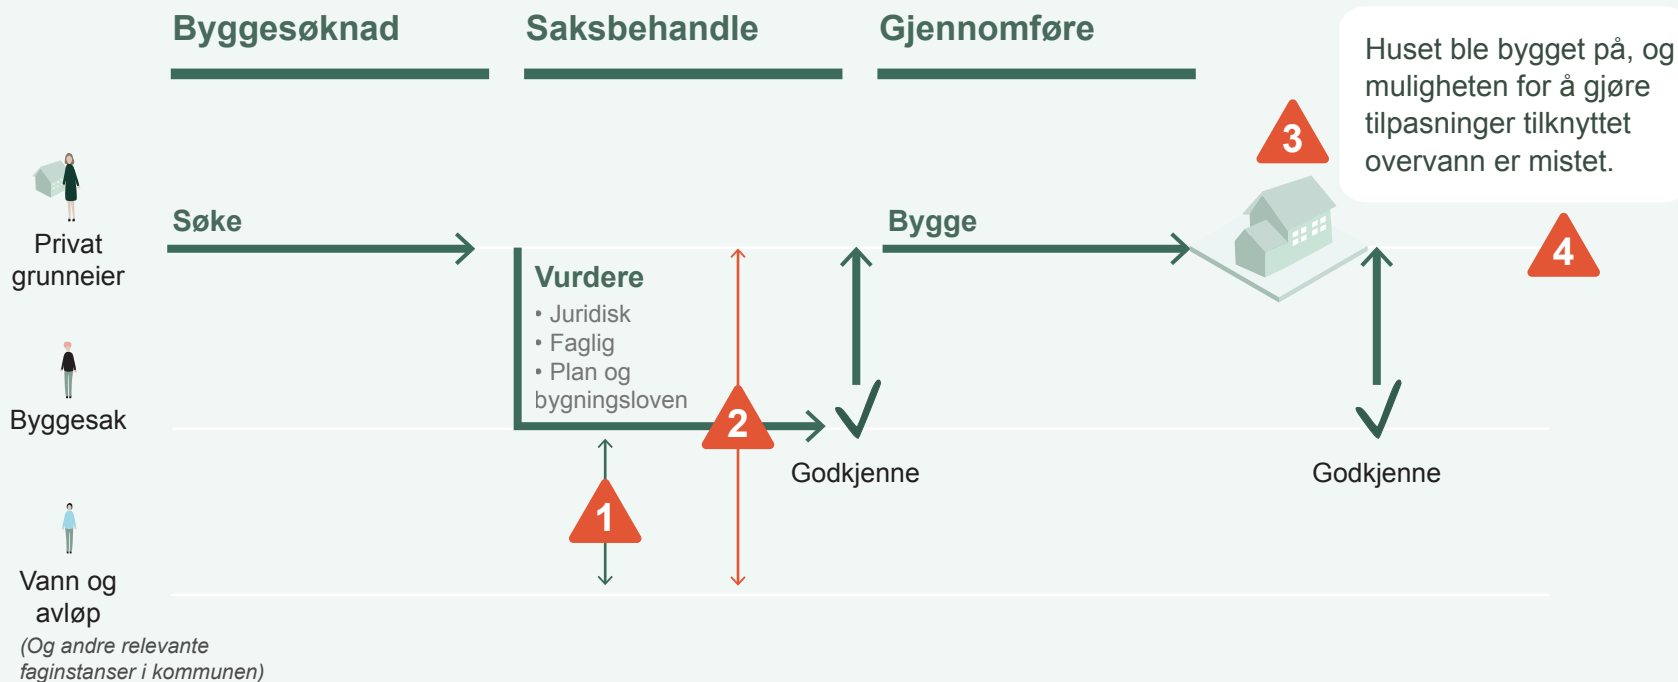 Byggesøknad
Saksbehandle
Gjennomføre
Huset ble bygget på, og
muligheten for å gjøre
tilpasninger tilknyttet
overvann er mistet.
3
4
Privat
grunneier
Søke
Bygge
Vurdere
• Juridisk
• Faglig
• Plan og
bygningsloven
2
Byggesak
Godkjenne
Godkjenne
1
Vann og
avløp
(Og andre relevante
faginstanser i kommunen)